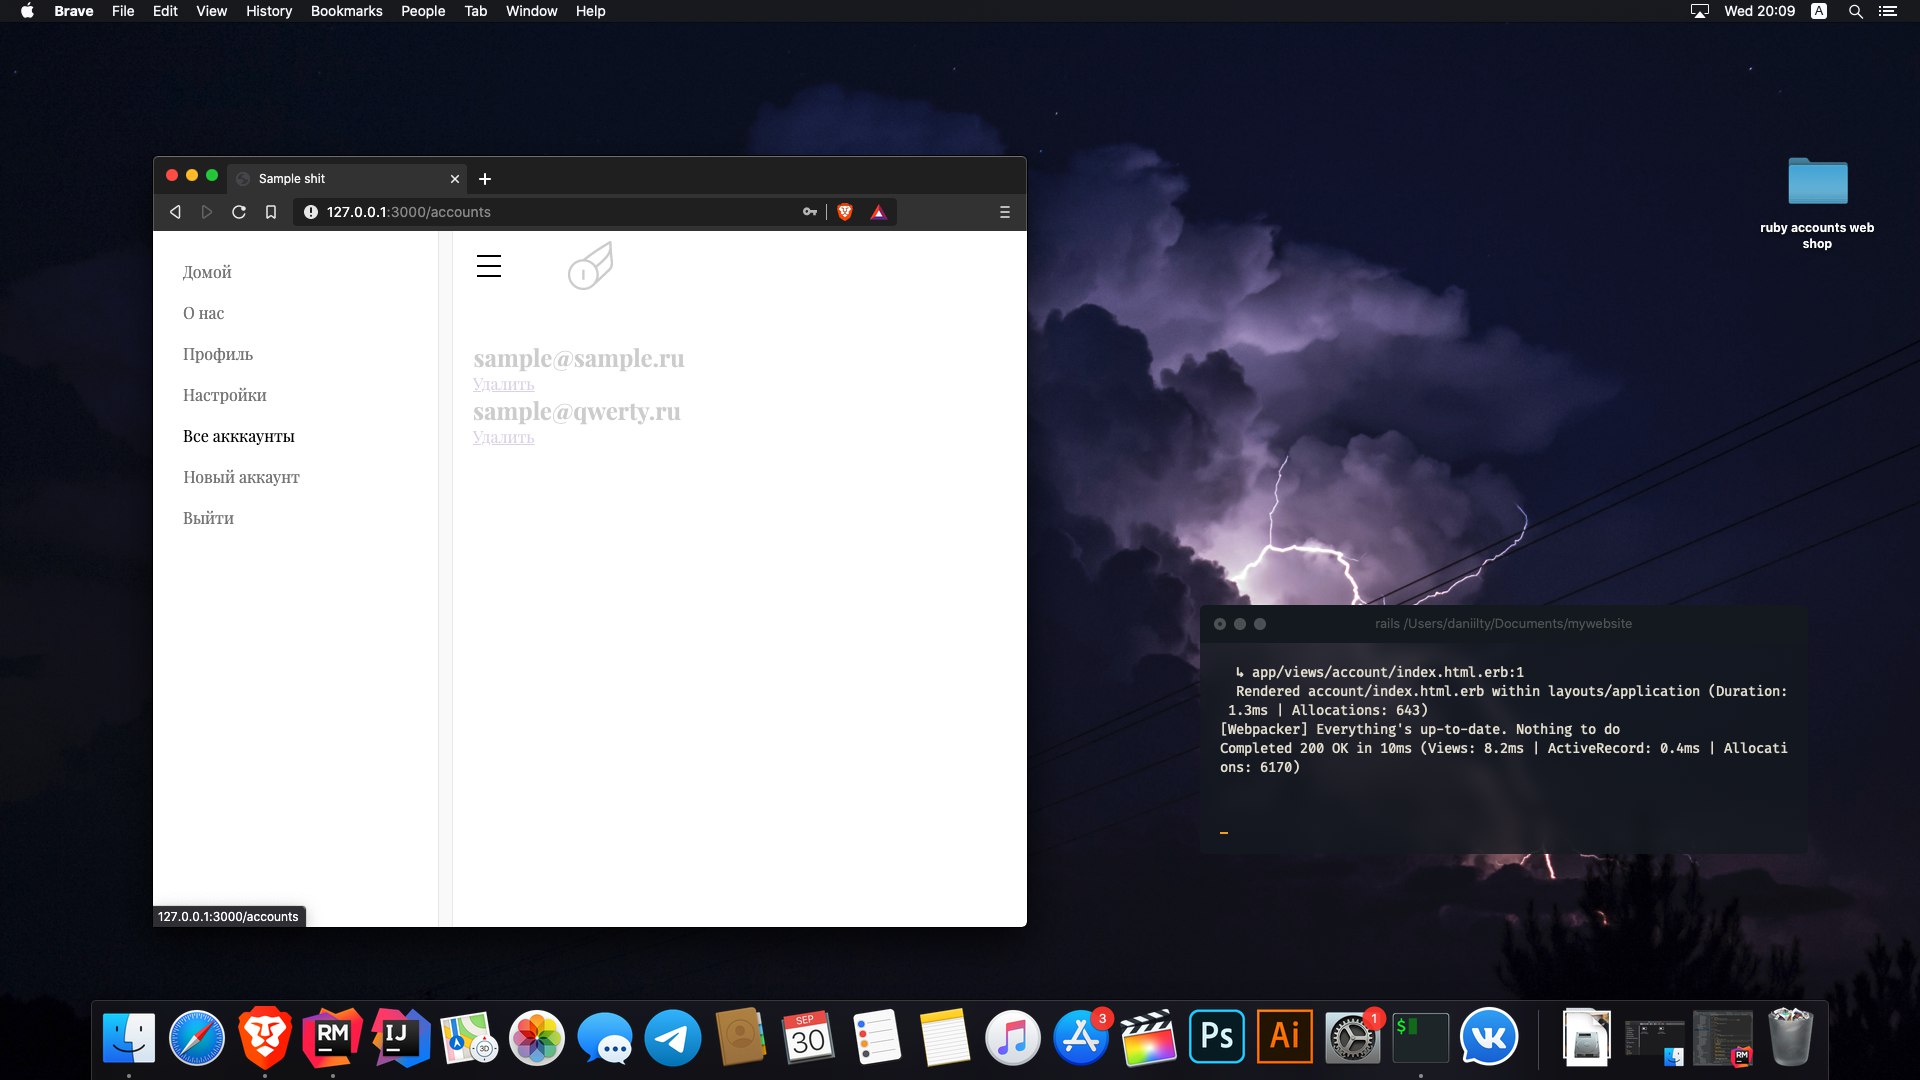 Brave File Edit View History Bookmarks People Tab Window Help
Wed 20:09
A
Sample shit
127.0.0.1:3000/accounts
Домой
О нас
Профиль
Настройки
Все акккаунты
Новый аккаунт
Выйти
sample@sample.ru
Удалить
sample@qwerty.ru
Удалить
127.0.0.1:3000/accounts
ruby accounts web
shop
rails /Users/daniilty/Documents/mywebsite
↳ app/views/account/index.html.erb:1
Rendered account/index.html.erb within layouts/application (Duration:
1.3ms | Allocations: 643)
[Webpacker] Everything's up-to-date. Nothing to do
Completed 200 OK in 10ms (Views: 8.2ms | ActiveRecord: 0.4ms | Allocati
ons: 6170)
RM
IJ
3D
SEP
30
3
Ps
Ai
1
$
RM